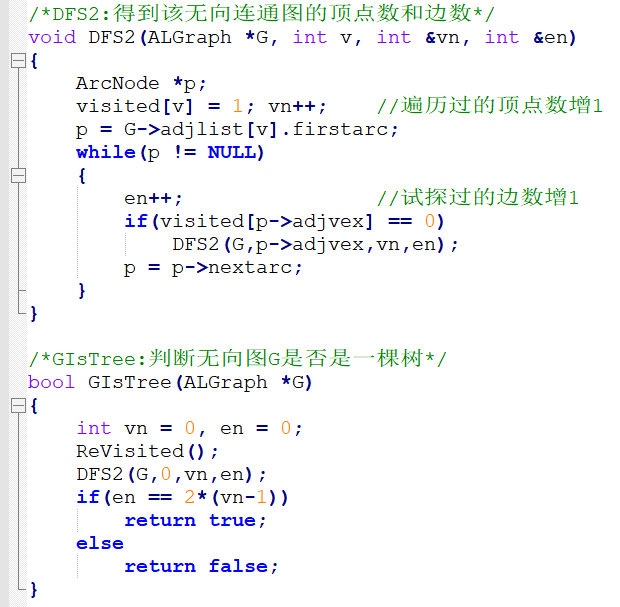 /*DFS2:得到该无向连通图的顶点数和边数*/
void DFS2(ALGraph *G, int v, int &vn, int &en)
{
    ArcNode *p;
    visited[v] = 1; vn++;    //遍历过的顶点数增1
    p = G->adjlist[v].firstarc;
    while(p != NULL)
    {
        en++;                //试探过的边数增1
        if(visited[p->adjvex] == 0)
            DFS2(G,p->adjvex,vn,en);
        p = p->nextarc;
    }
}
/*GIsTree:判断无向图G是否是一棵树*/
bool GIsTree(ALGraph *G)
{
    int vn = 0, en = 0;
    ReVisited();
    DFS2(G,0,vn,en);
    if(en == 2*(vn-1))
        return true;
    else
        return false;
}